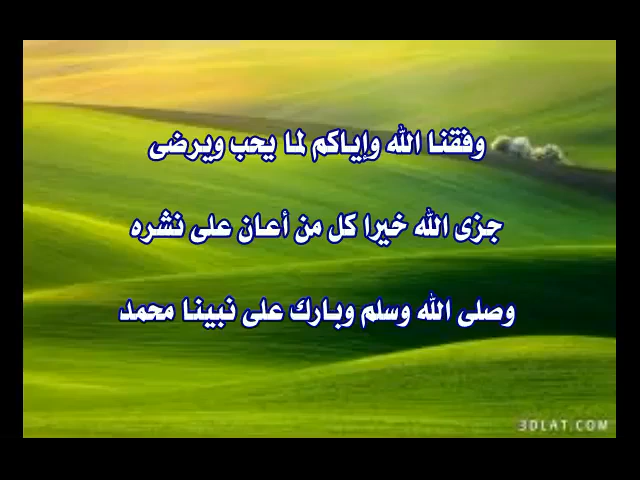 وفقنا الله وإياكم لما يحب ويرضى
جزى الله خيرا كل من أعان على نشره
وصلى الله وسلم وبارك على نبينا محمد
3DLAT.COM